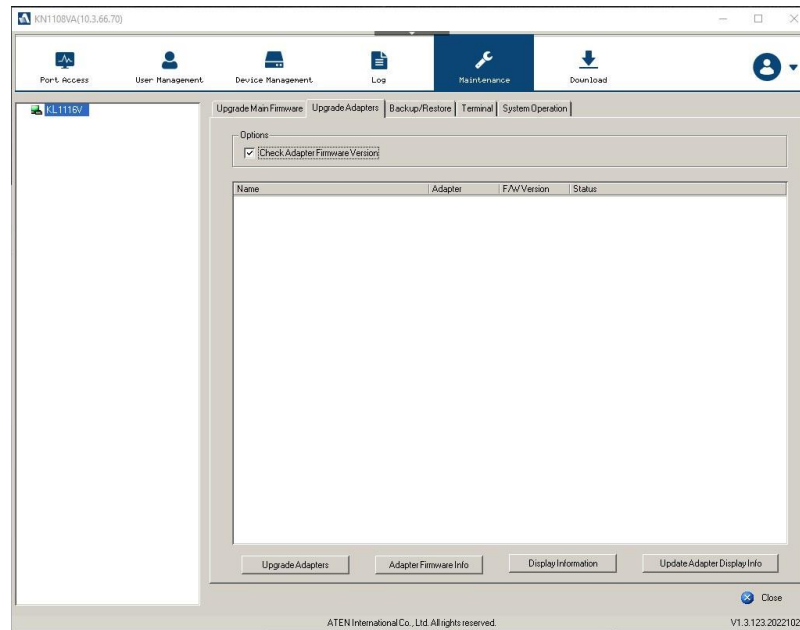 KN1108VA(10.3.66.70)
Port Access User Management Device Management Log Maintenance Download
KL1116V
Upgrade Main Firmware Upgrade Adapters Backup/Restore Terminal System Operation
Options
Check Adapter Firmware Version
Name Adapter F/W Version Status
Upgrade Adapters Adapter Firmware Info Display Information Update Adapter Display Info
Close
ATEN International Co., Ltd. All rights reserved. V1.3.123.2022102